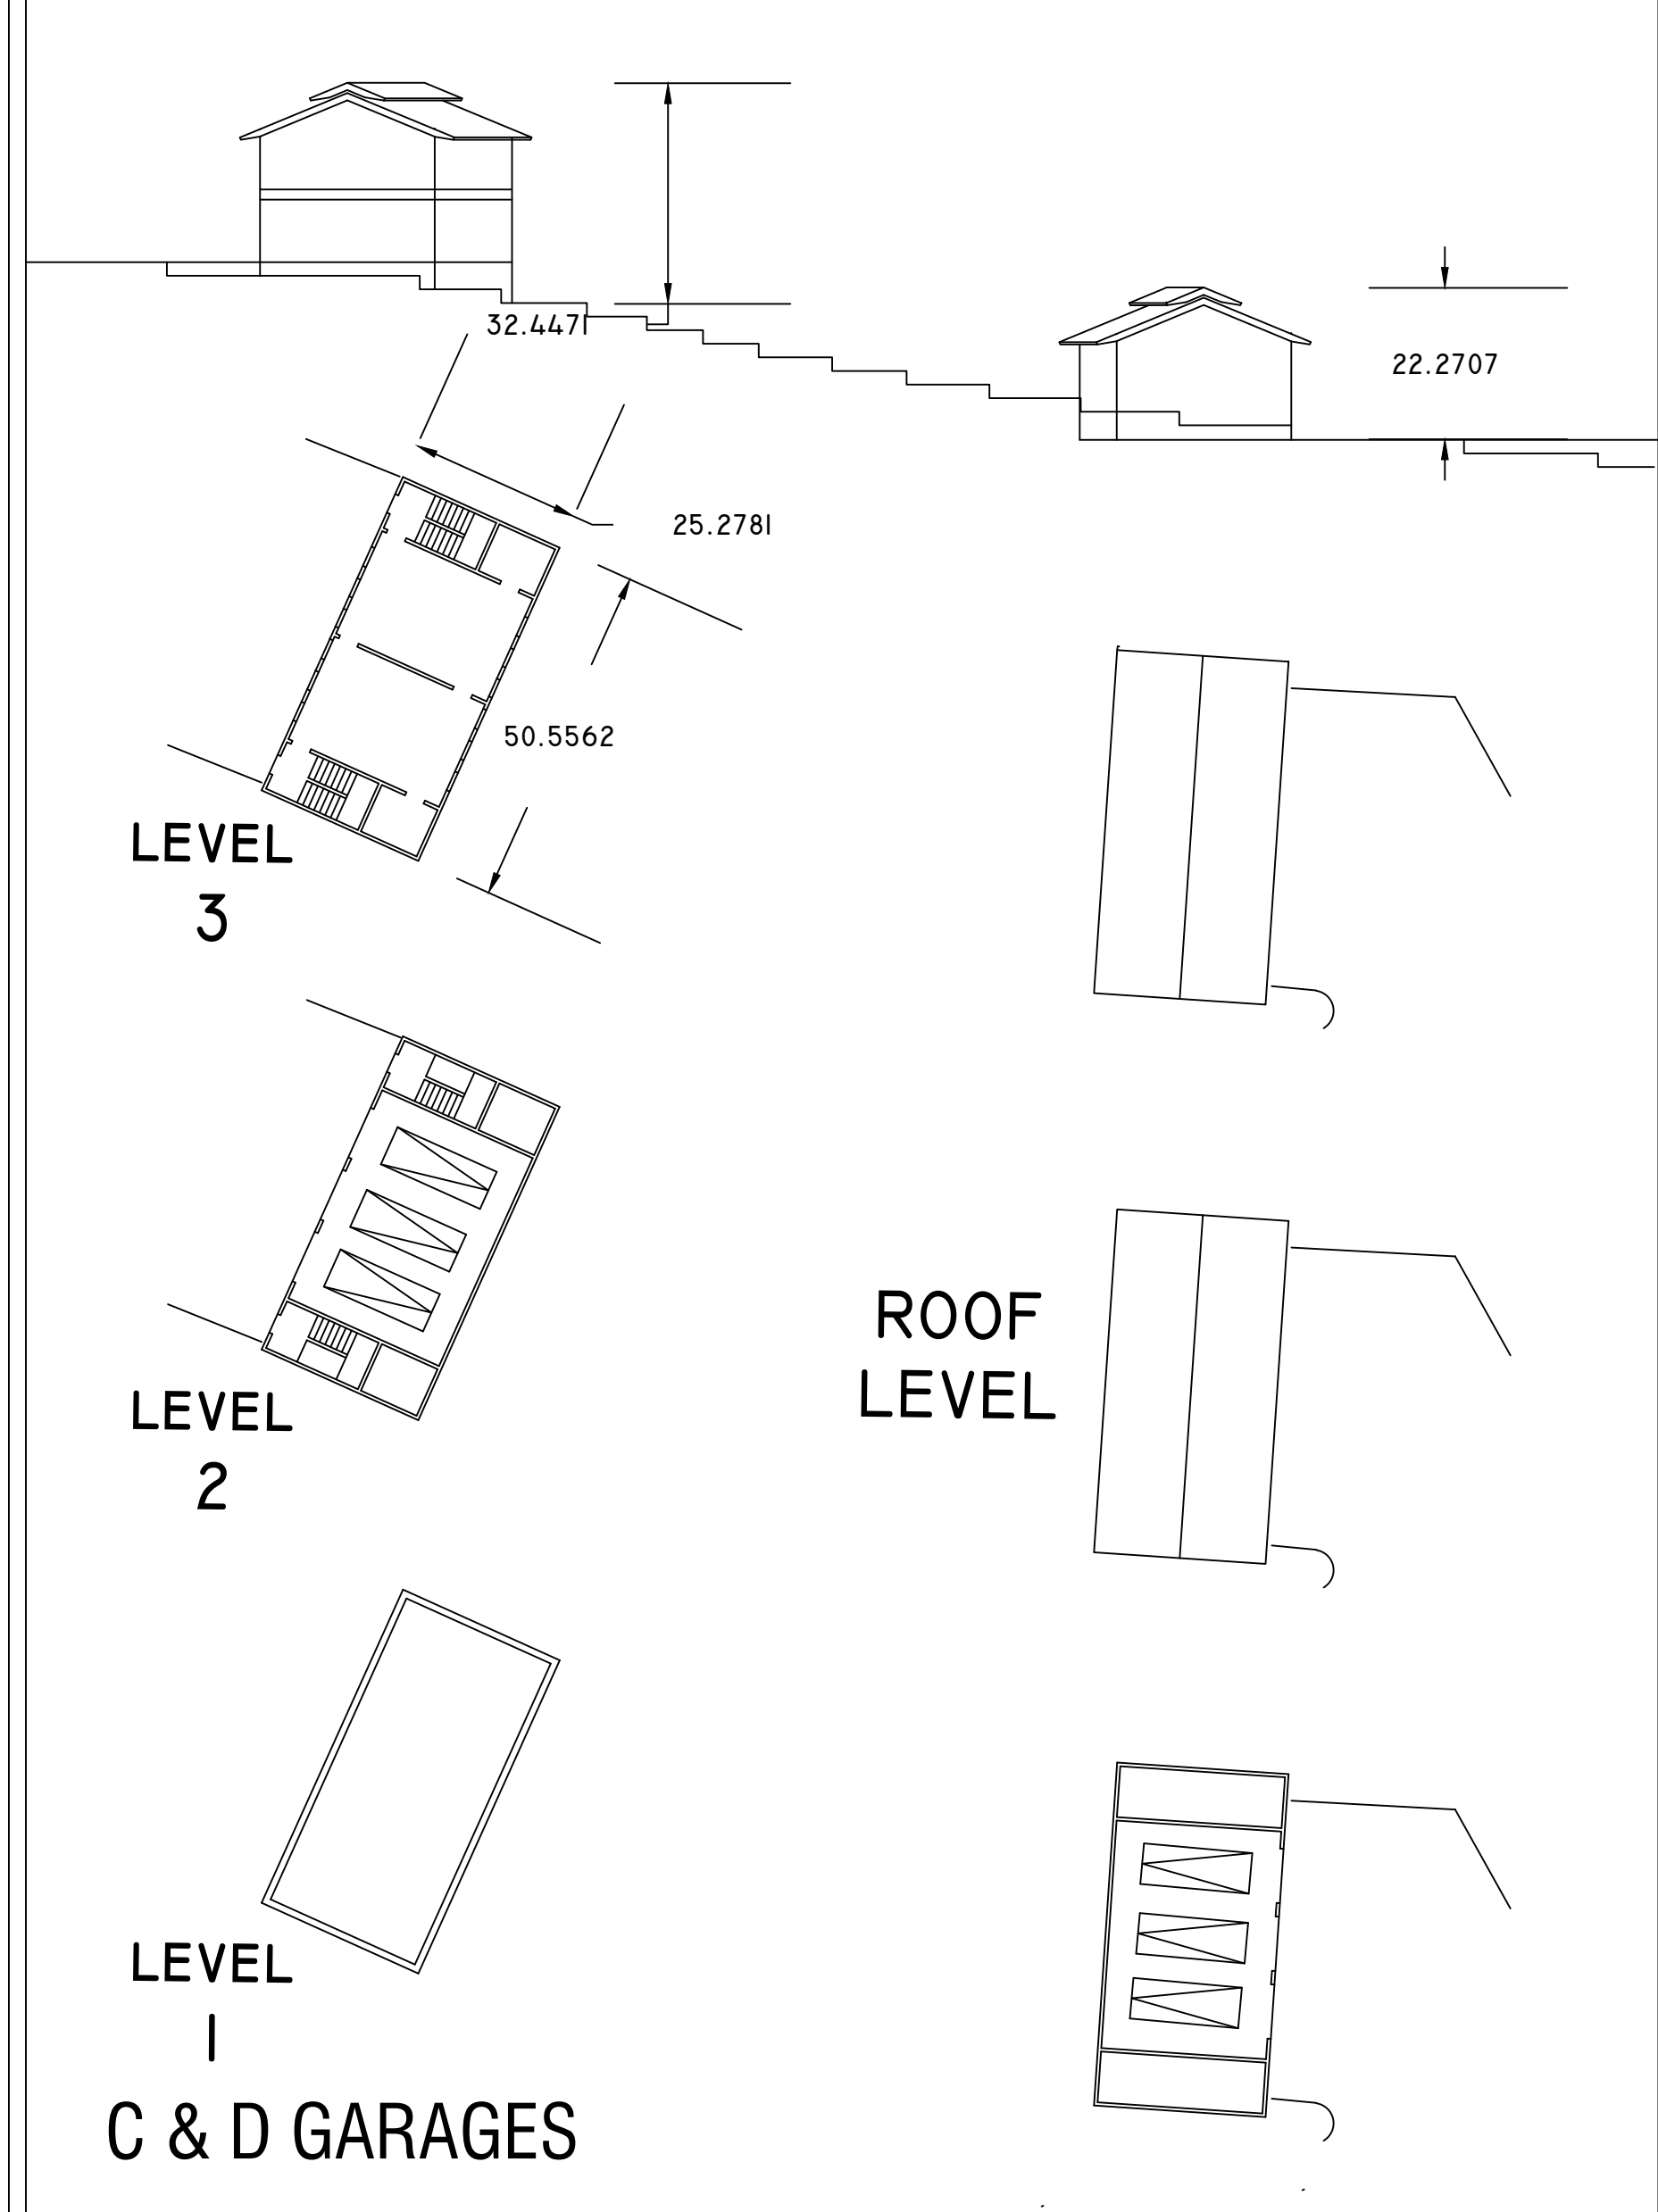 32.4471
22.2707
25.2781
50.5562
LEVEL
3
ROOF
LEVEL
LEVEL
2
LEVEL
1
C & D GARAGES